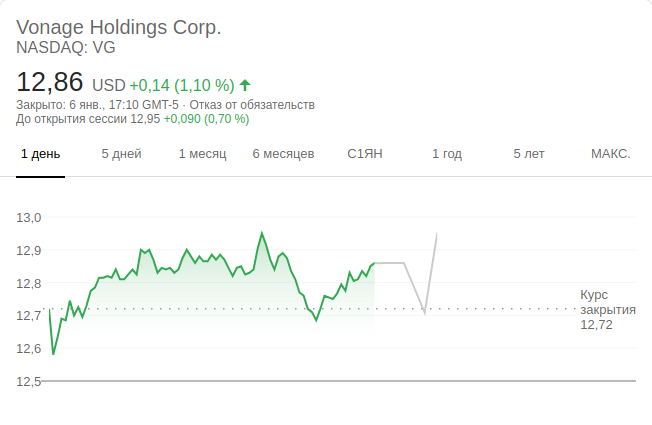 Vonage Holdings Corp.
NASDAQ: VG
12,86 USD +0,14 (1,10 %)
Закрыто: 6 янв., 17:10 GMT-5 · Отказ от обязательств
До открытия сессии 12,95 +0,090 (0,70 %)
1 день 5 дней 1 месяц 6 месяцев С1ЯН 1 год 5 лет МАКС.
13,0
12,9
12,8
12,7
12,6
12,5
Курс
закрытия
12,72